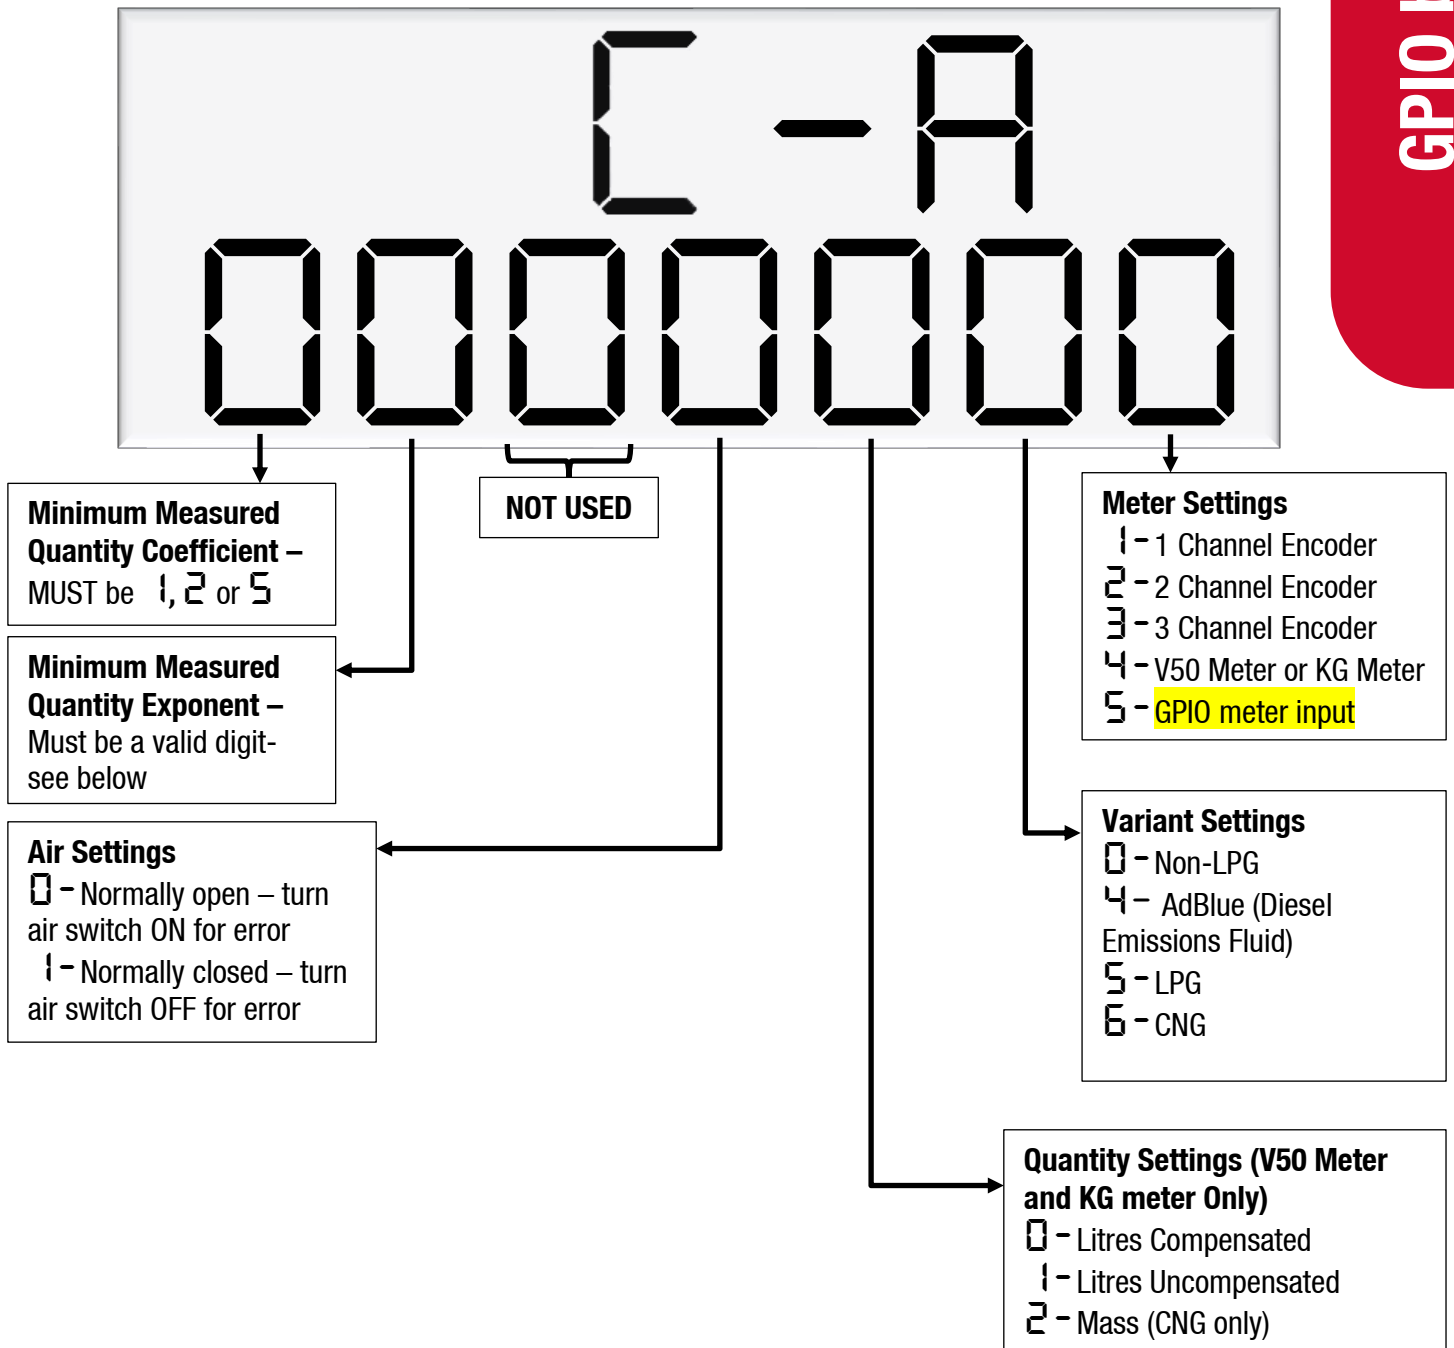 GPIO
C-A
0000000
Minimum Measured
Quantity Coefficient –
MUST be 1, 2 or 5
NOT USED
Minimum Measured
Quantity Exponent –
Must be a valid digit-
see below
Air Settings
0 - Normally open – turn
air switch ON for error
1 - Normally closed – turn
air switch OFF for error
Meter Settings
1 - 1 Channel Encoder
2 - 2 Channel Encoder
3 - 3 Channel Encoder
4 - V50 Meter or KG Meter
5 - GPIO meter input
Variant Settings
0 - Non-LPG
4 - AdBlue (Diesel
Emissions Fluid)
5 - LPG
6 - CNG
Quantity Settings (V50 Meter
and KG meter Only)
0 - Litres Compensated
1 - Litres Uncompensated
2 - Mass (CNG only)